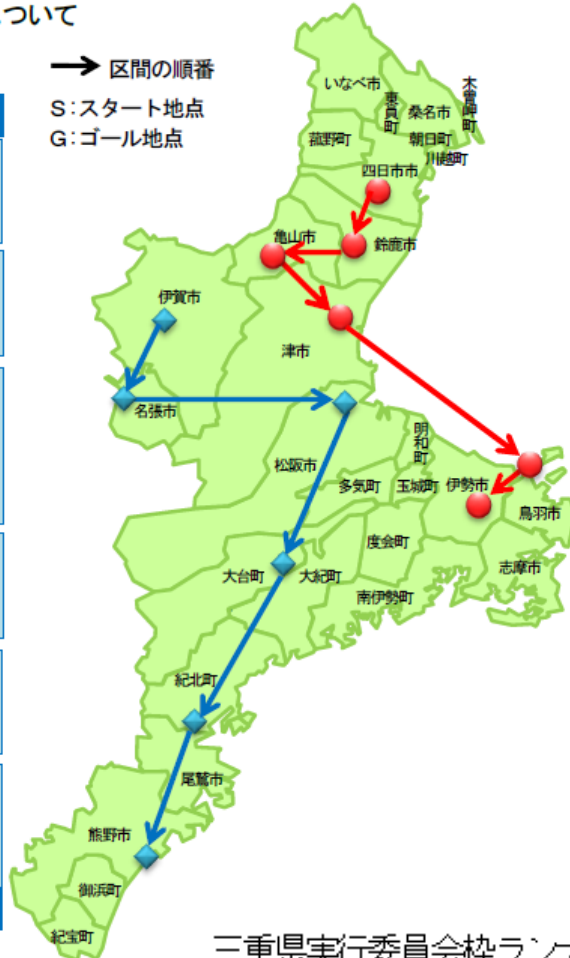 ついて
区間の順番
S：スタート地点
G：ゴール地点
いなべ市
東員町
桑名市
木曽岬町
菰野町
朝日町
川越町
四日市市
亀山市
鈴鹿市
伊賀市
津市
名張市
明和町
松阪市
多気町
玉城町
伊勢市
鳥羽市
度会町
大台町
大紀町
志摩市
南伊勢町
紀北町
尾鷲市
熊野市
御浜町
紀宝町
三重県実行委員会枠ラン